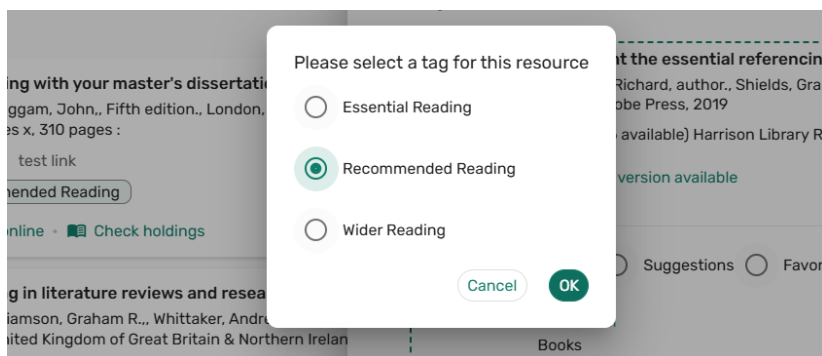 Please select a tag for this resource
Essential Reading
Recommended Reading
Wider Reading
Cancel OK
ing with your master's dissertati
ggam, John,, Fifth edition., London,
es x, 310 pages :
test link
ended Reading
nline • Check holdings
g in literature reviews and resea
iamson, Graham R.,, Whittaker, Andre
ited Kingdom of Great Britain & Northern Irelan
t the essential referencin
Richard, author., Shields, Gra
obe Press, 2019
available) Harrison Library R
version available
Suggestions Favor
Books